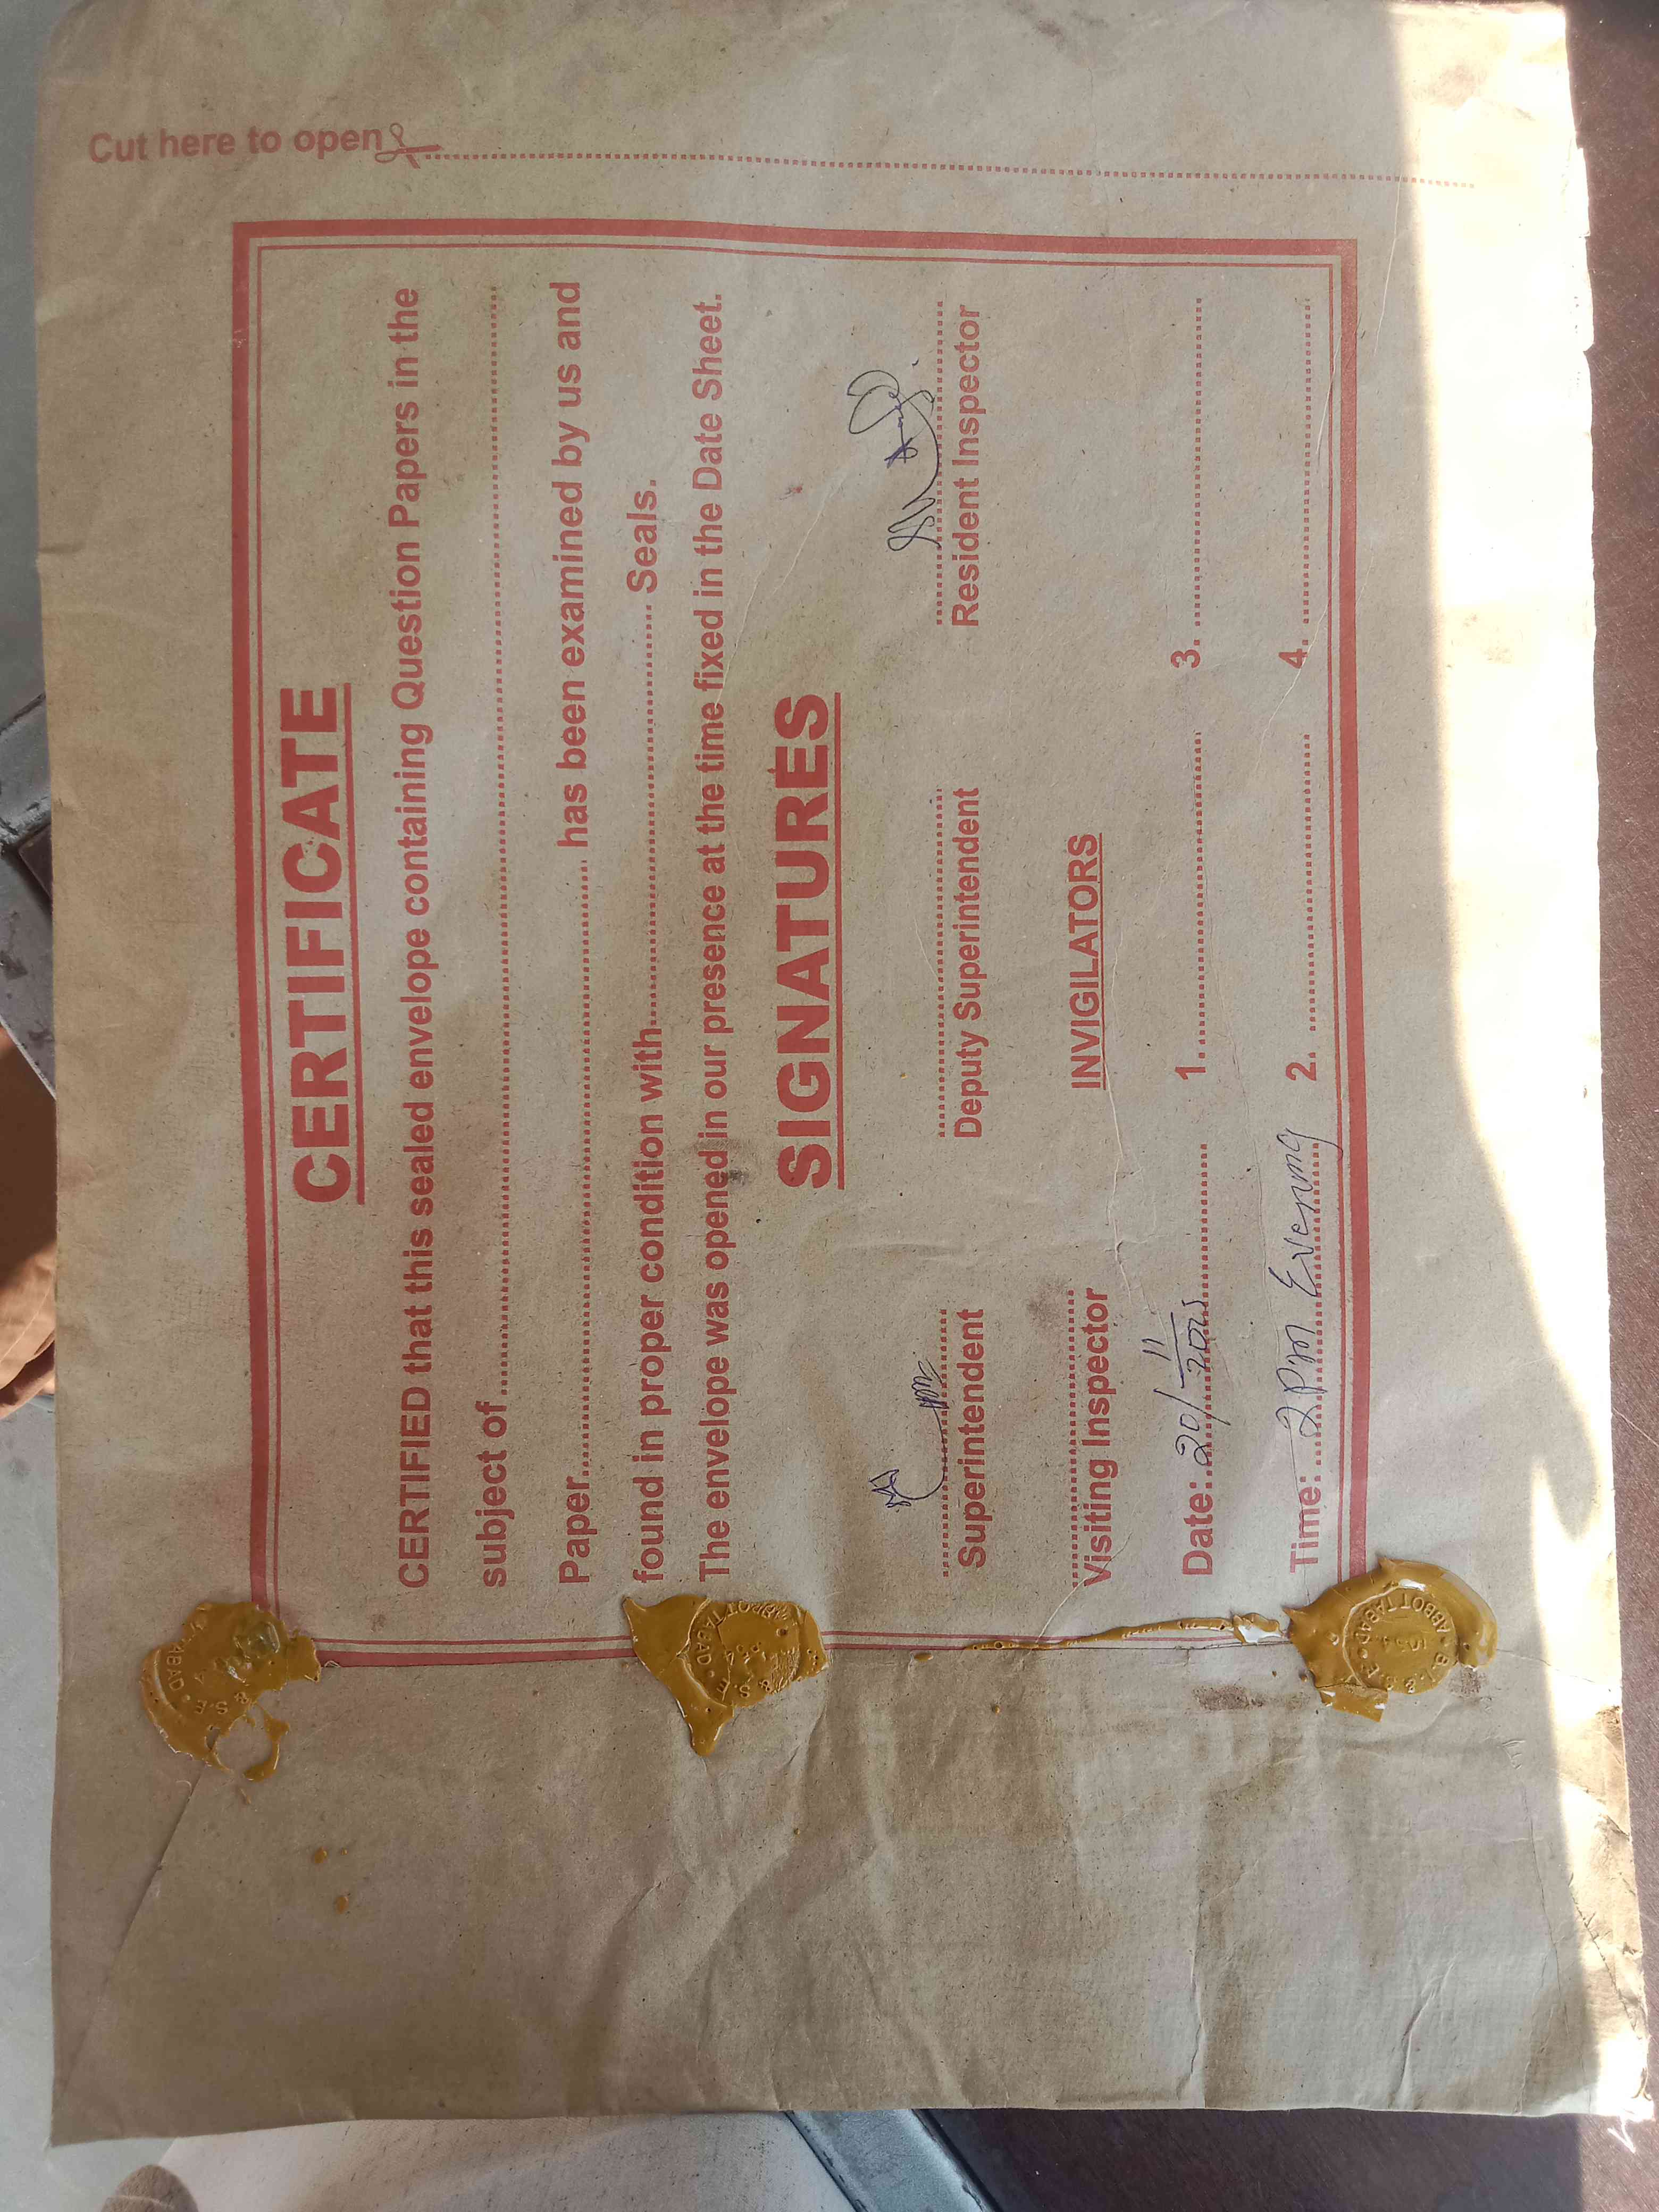 Cut here to open
CERTIFICATE
CERTIFIED that this sealed envelope containing Question Papers in the
subject of
Paper has been examined by us and
found in proper condition with Seals.
The envelope was opened in our presence at the time fixed in the Date Sheet.
SIGNATURES
Superintendent Deputy Superintendent Resident Inspector
Visiting Inspector INVIGILATORS
Date: 20/11 1. 3.
Time: 2 PM Evening 2. 4.
ABBOTTABAD
ABBOTTABAD B.I.S.E